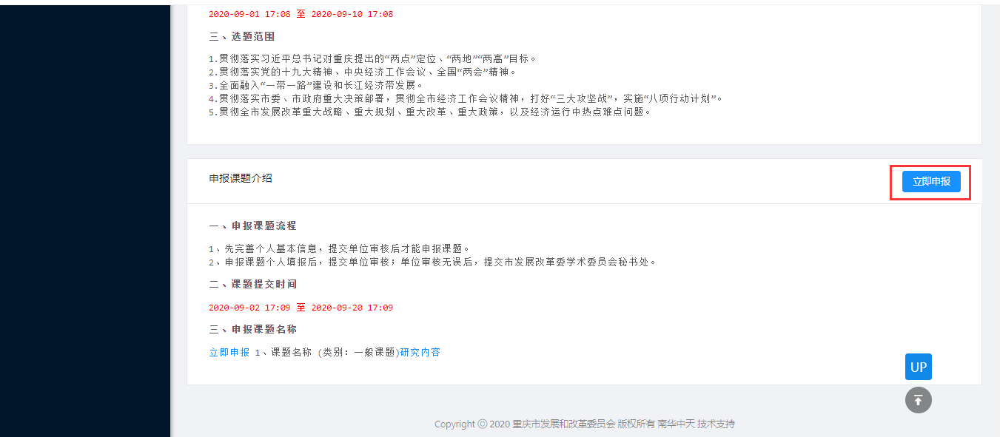 2020-09-01 17:08 至 2020-09-10 17:08
三、选题范围
1.贯彻落实习近平总书记对重庆提出的“两点”定位、“两地”“两高”目标。
2.贯彻落实党的十九大精神、中央经济工作会议、全国“两会”精神。
3.全面融入“一带一路”建设和长江经济带发展。
4.贯彻落实市委、市政府重大决策部署，贯彻全市经济工作会议精神，打好“三大攻坚战”，实施“八项行动计划”。
5.贯彻全市发展改革重大战略、重大规划、重大改革、重大政策，以及经济运行中热点难点问题。
申报课题介绍
立即申报
一、申报课题流程
1、先完善个人基本信息，提交单位审核后才能申报课题。
2、申报课题个人填报后，提交单位审核；单位审核无误后，提交市发展改革委学术委员会秘书处。
二、课题提交时间
2020-09-02 17:09 至 2020-09-20 17:09
三、申报课题名称
立即申报 1、课题名称 (类别：一般课题)研究内容
UP
Copyright ⓒ 2020 重庆市发展和改革委员会 版权所有 南华中天 技术支持